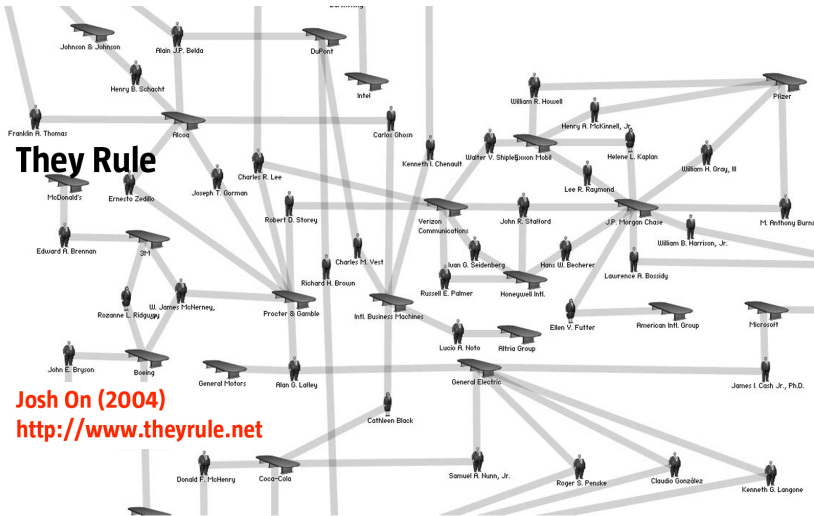 Johnson & Johnson
Alain J.P. Belda
DuPont
Henry B. Schacht
Intel
Pfizer
William R. Howell
Franklin A. Thomas
Alcoa
Carlos Ghosn
Henry A. McKinnell, Jr.
They Rule
Kenneth I. Chenault
Walter V. Shipley
Exxon Mobil
Helene L. Kaplan
William H. Gray, III
Charles R. Lee
Joseph T. Gorman
Lee R. Raymond
McDonald's
Ernesto Zedillo
Robert D. Storey
Verizon Communications
John R. Stafford
J.P. Morgan Chase
M. Anthony Burns
Edward A. Brennan
3M
Charles M. Vest
Ivan G. Seidenberg
Hans W. Becherer
William B. Harrison, Jr.
Richard H. Brown
Russell E. Palmer
Honeywell Intl.
Lawrence A. Bossidy
Rozanne L. Ridgway
W. James McNerney,
Procter & Gamble
Intl. Business Machines
Ellen V. Futter
American Intl. Group
Microsoft
Lucio A. Noto
Altria Group
John E. Bryson
Boeing
General Motors
Alan G. Lafley
General Electric
James I. Cash Jr., Ph.D.
Josh On (2004)
http://www.theyrule.net
Cathleen Black
Donald F. McHenry
Coca-Cola
Samuel A. Nunn, Jr.
Roger S. Penske
Claudio González
Kenneth G. Langone